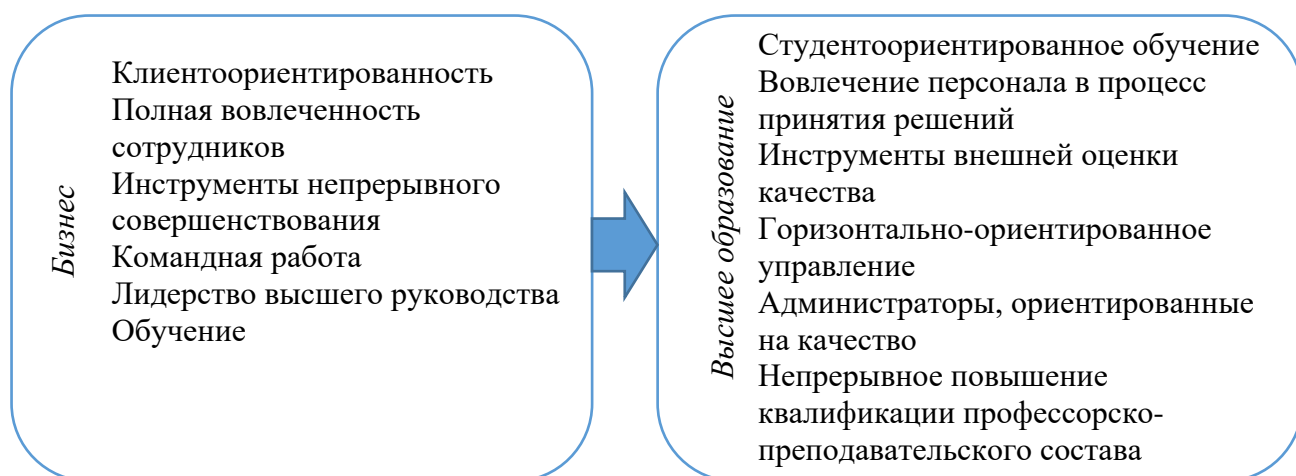 Бизнес
Клиентоориентированность
Полная вовлеченность
сотрудников
Инструменты непрерывного
совершенствования
Командная работа
Лидерство высшего руководства
Обучение
Высшее образование
Студентоориентированное обучение
Вовлечение персонала в процесс
принятия решений
Инструменты внешней оценки
качества
Горизонтально-ориентированное
управление
Администраторы, ориентированные
на качество
Непрерывное повышение
квалификации профессорско-
преподавательского состава